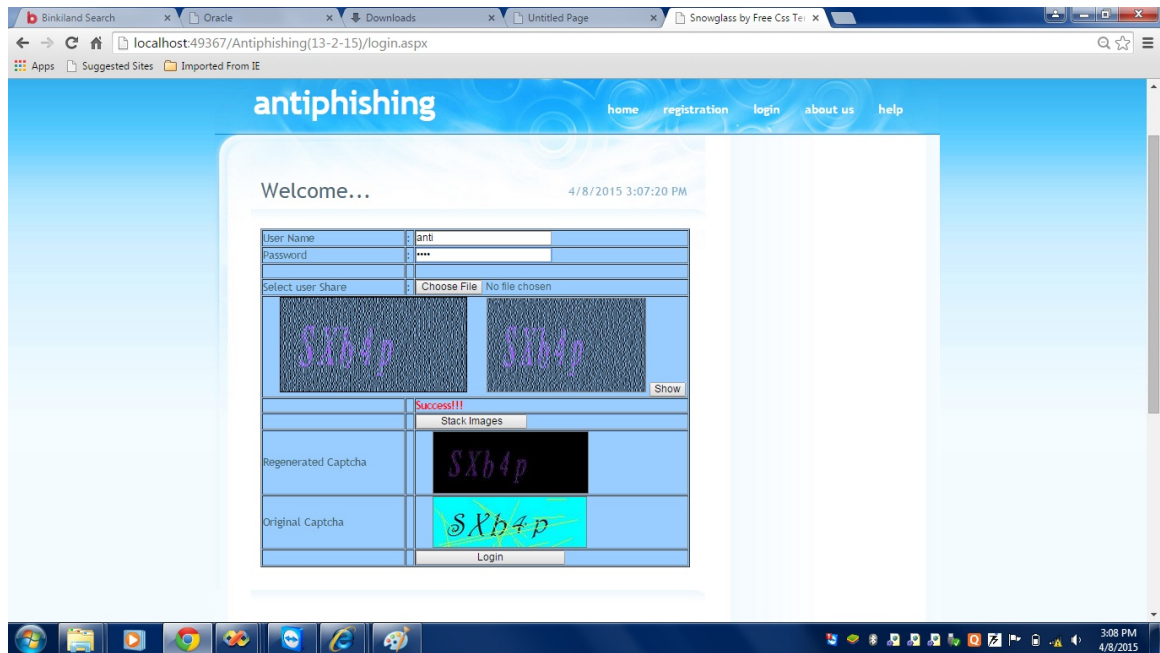 Binkiland Search Oracle Downloads Untitled Page Snowglass by Free Css Te
localhost:49367/Antiphishing(13-2-15)/login.aspx
Apps Suggested Sites Imported From IE
antiphishing
home registration login about us help
Welcome...
4/8/2015 3:07:20 PM
User Name : anti
Password : ••••
Select user Share : Choose File No file chosen
SXb4p SXb4p
Show
Success!!!
Stack Images
Regenerated Captcha SXb4p
Original Captcha SXb4p
Login
3:08 PM
4/8/2015